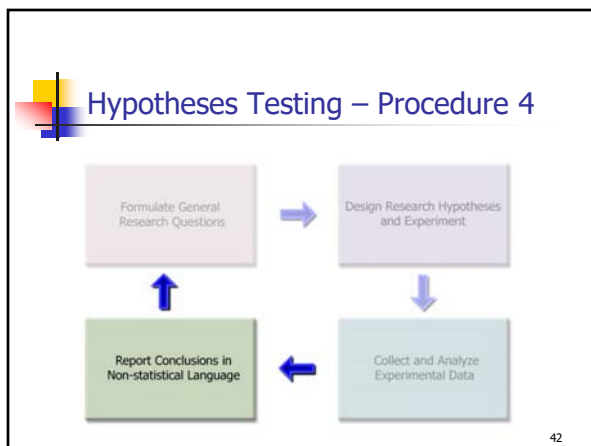 Hypotheses Testing – Procedure 4
Formulate General
Research Questions
Design Research Hypotheses
and Experiment
Report Conclusions in
Non-statistical Language
Collect and Analyze
Experimental Data
42